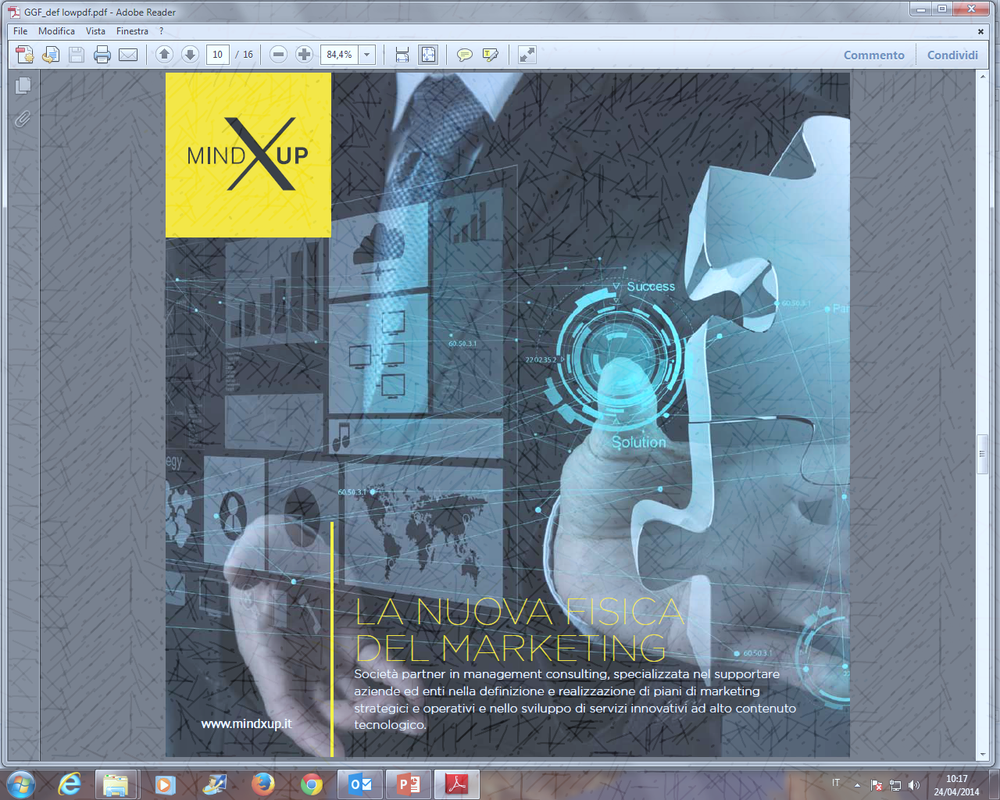 GGF_def lowpdf.pdf - Adobe Reader
File Modifica Vista Finestra ?
10 / 16 84,4% Commento Condividi
MINDXUP
Success
60.50.3.1
Par
60.50.3.1
22.02.35.2
Solution
egy
60.50.3.1
LA NUOVA FISICA
DEL MARKETING
60.50.3.1
Società partner in management consulting, specializzata nel supportare
aziende ed enti nella definizione e realizzazione di piani di marketing
strategici e operativi e nello sviluppo di servizi innovativi ad alto contenuto
tecnologico.
www.mindxup.it
IT
10:17
24/04/2014